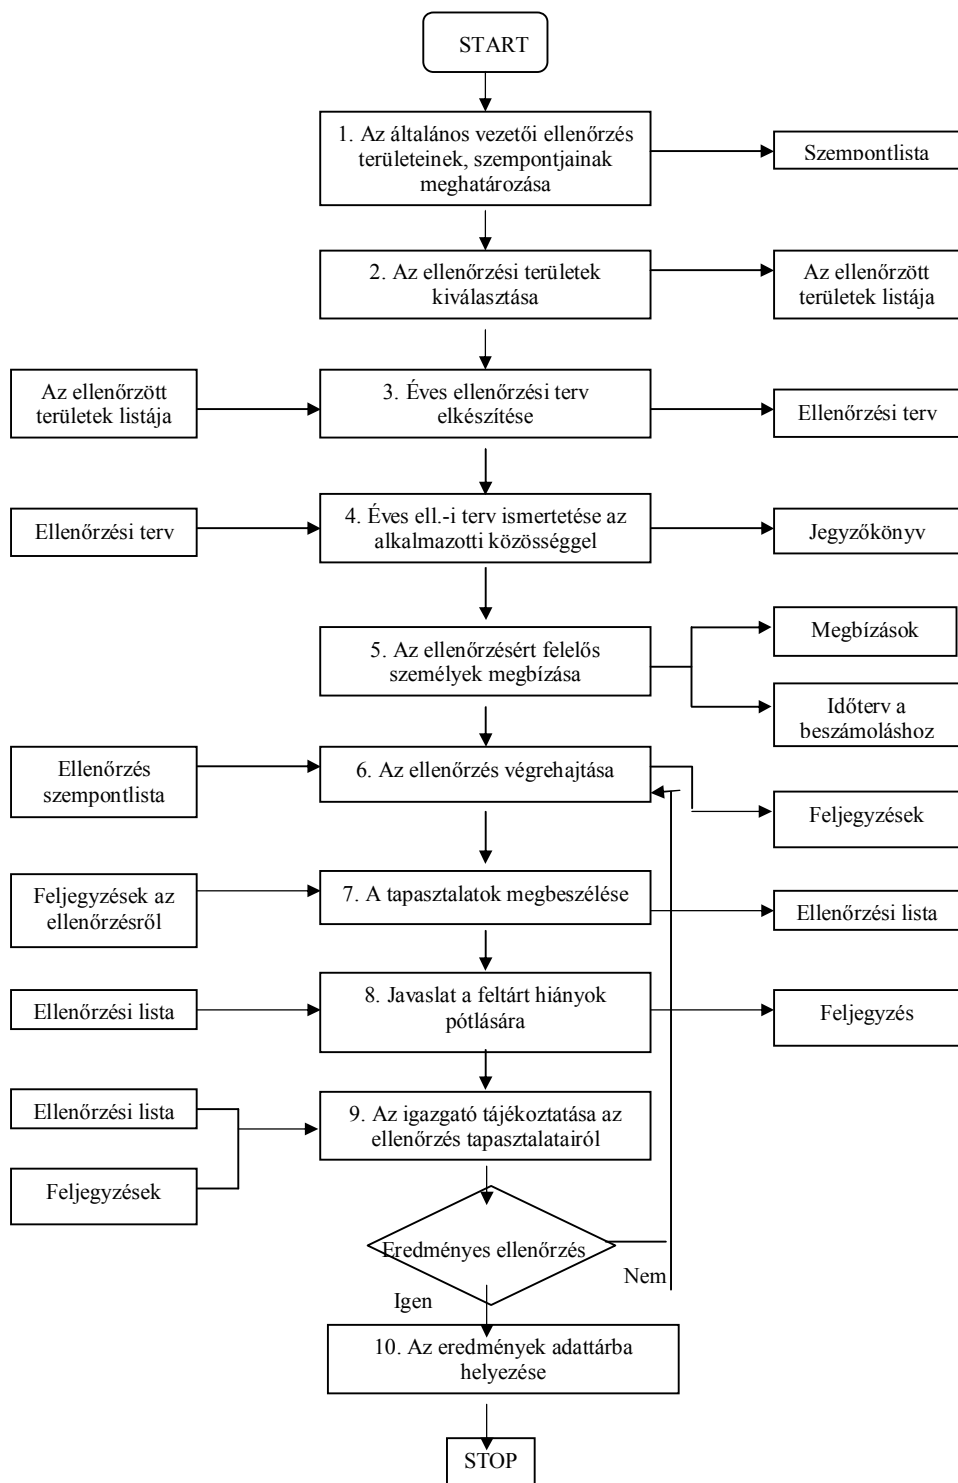 START
1. Az általános vezetői ellenőrzés
területeinek, szempontjainak
meghatározása
Szempontlista
2. Az ellenőrzési területek
kiválasztása
Az ellenőrzött
területek listája
Az ellenőrzött
területek listája
3. Éves ellenőrzési terv
elkészítése
Ellenőrzési terv
Ellenőrzési terv
4. Éves ell.-i terv ismertetése az
alkalmazotti közösséggel
Jegyzőkönyv
5. Az ellenőrzésért felelős
személyek megbízása
Megbízások
Időterv a
beszámoláshoz
Ellenőrzés
szempontlista
6. Az ellenőrzés végrehajtása
Feljegyzések
Feljegyzések az
ellenőrzésről
7. A tapasztalatok megbeszélése
Ellenőrzési lista
Ellenőrzési lista
8. Javaslat a feltárt hiányok
pótlására
Feljegyzés
Ellenőrzési lista
Feljegyzések
9. Az igazgató tájékoztatása az
ellenőrzés tapasztalatairól
Eredményes ellenőrzés
Nem
Igen
10. Az eredmények adattárba
helyezése
STOP